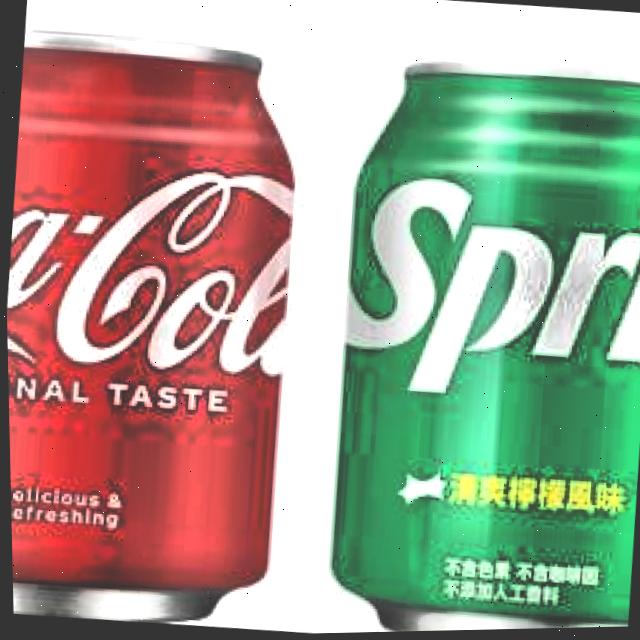 a-Cola
NAL TASTE
elicious &
efreshing
Spri
清爽檸檬風味
不含色素 不含咖啡因
不添加人工香料